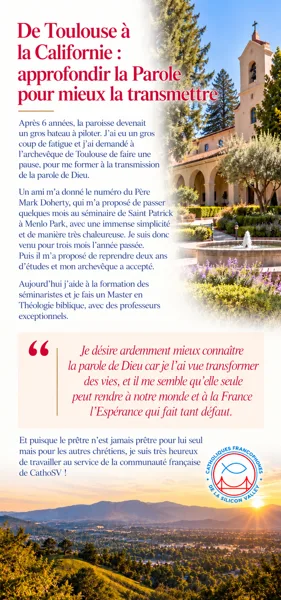 De Toulouse à
la Californie :
approfondir la Parole
pour mieux la transmettre
Après 6 années, la paroisse devenait
un gros bateau à piloter. J'ai eu un gros
coup de fatigue et j'ai demandé à
l'archevêque de Toulouse de faire une
pause, pour me former à la transmission
de la parole de Dieu.
Un ami m'a donné le numéro du Père
Mark Doherty, qui m'a proposé de passer
quelques mois au séminaire de Saint Patrick
à Menlo Park, avec une immense simplicité
et de manière très chaleureuse. Je suis donc
venu pour trois mois l'année passée.
Puis il m'a proposé de reprendre deux ans
d'études et mon archevêque a accepté.
Aujourd'hui j'aide à la formation des
séminaristes et je fais un Master en
Théologie biblique, avec des professeurs
exceptionnels.
“ Je désire ardemment mieux connaître
la parole de Dieu car je l'ai vue transformer
des vies, et il me semble qu'elle seule
peut rendre à notre monde et à la France
l'Espérance qui fait tant défaut.
Et puisque le prêtre n'est jamais prêtre pour lui seul
mais pour les autres chrétiens, je suis très heureux
de travailler au service de la communauté française
de CathoSV !
CATHOLIQUES FRANCOPHONES
DE LA SILICON VALLEY